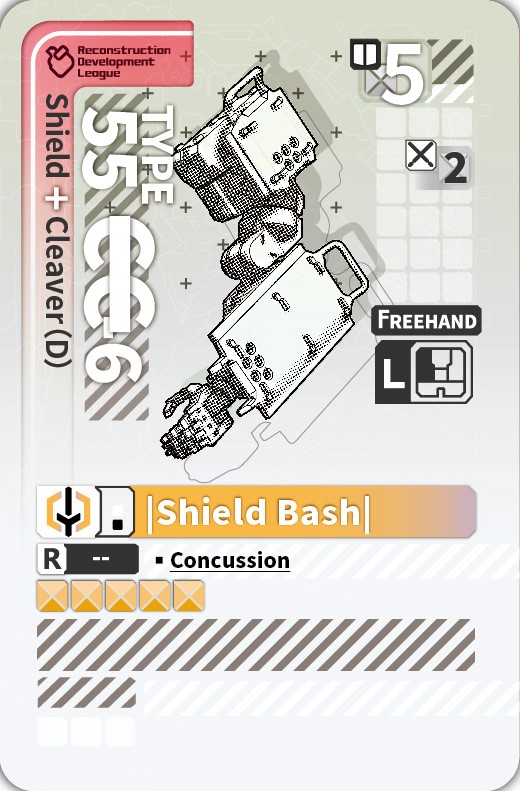 Reconstruction
Development
League
Shield + Cleaver(D)
TYPE
55 CC-6
5
2
FREEHAND
L
|Shield Bash|
R --
▪ Concussion